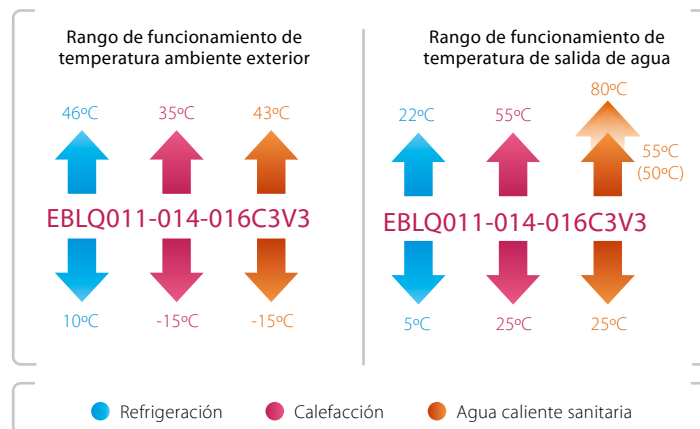 Rango de funcionamiento de
temperatura ambiente exterior
46ºC 35ºC 43ºC
EBLQ011-014-016C3V3
10ºC -15ºC -15ºC
Rango de funcionamiento de
temperatura de salida de agua
80ºC
22ºC 55ºC
55ºC
(50ºC)
EBLQ011-014-016C3V3
5ºC 25ºC 25ºC
Refrigeración Calefacción Agua caliente sanitaria